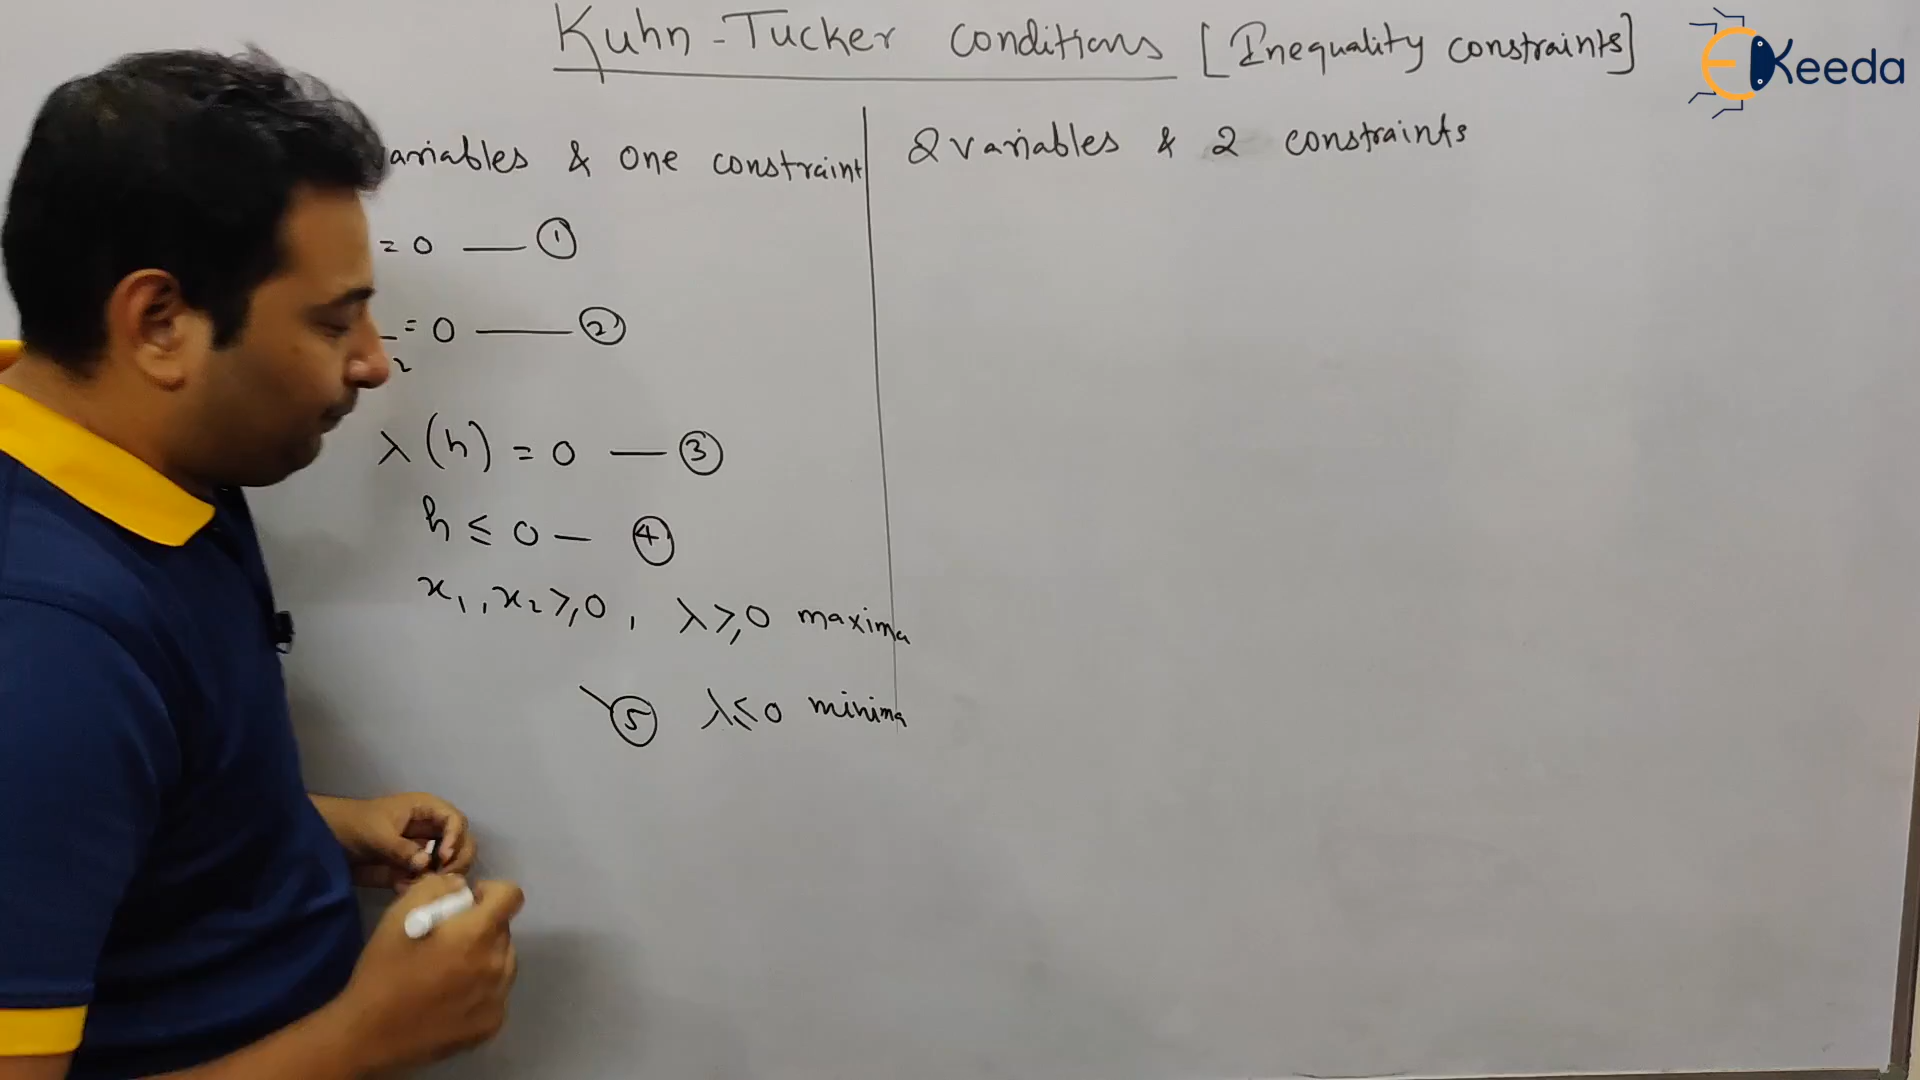 Kuhn-Tucker Conditions [Inequality constraints]
EKeeda
ariables & one constraint
2 variables & 2 constraints
= 0 — ①
= 0 — ②
2
λ (h) = 0 — ③
h ≤ 0 — ④
x₁, x₂ ≥ 0, λ ≥ 0 maxima
⑤ λ ≤ 0 minima